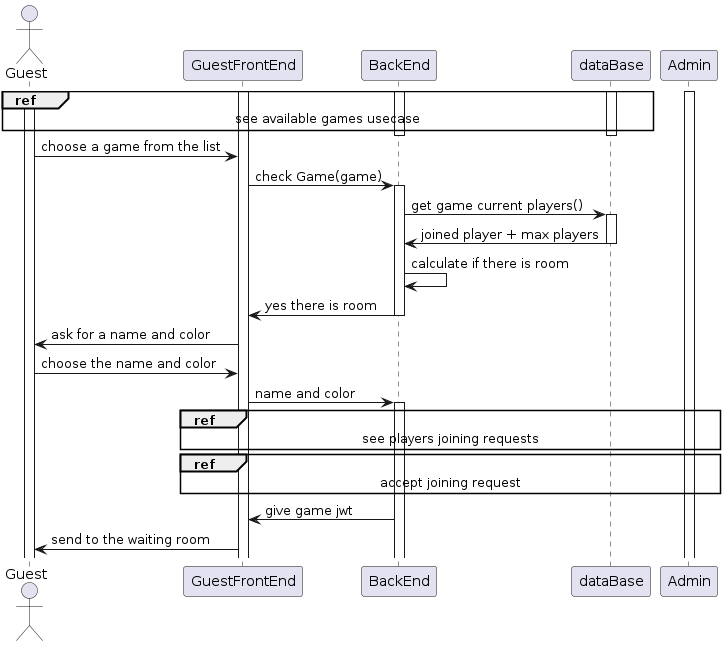 Guest
GuestFrontEnd
BackEnd
dataBase
Admin
ref
see available games usecase
choose a game from the list
check Game(game)
get game current players()
joined player + max players
calculate if there is room
yes there is room
ask for a name and color
choose the name and color
name and color
ref
see players joining requests
ref
accept joining request
give game jwt
send to the waiting room
Guest
GuestFrontEnd
BackEnd
dataBase
Admin